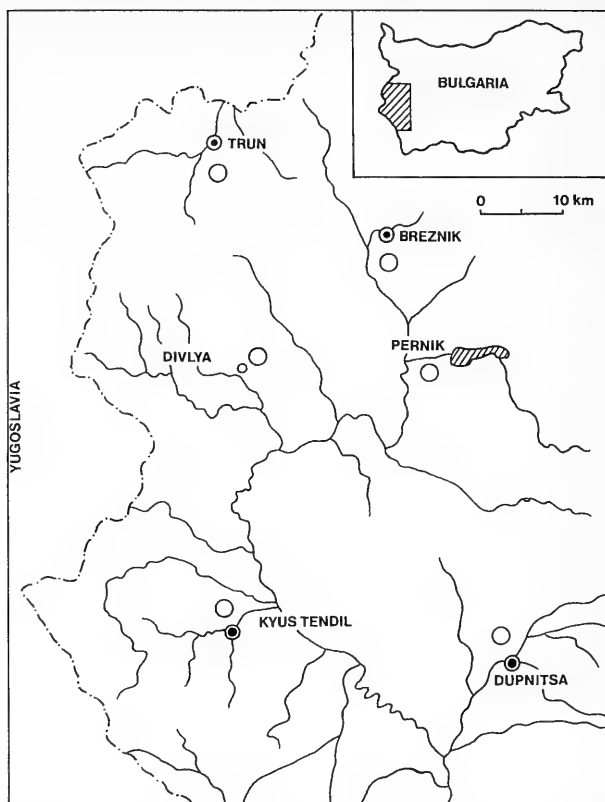 BULGARIA
TRUN
0 10 km
BREZNIK
DIVLYA
PERNIK
YUGOSLAVIA
KYUS TENDIL
DUPNITSA